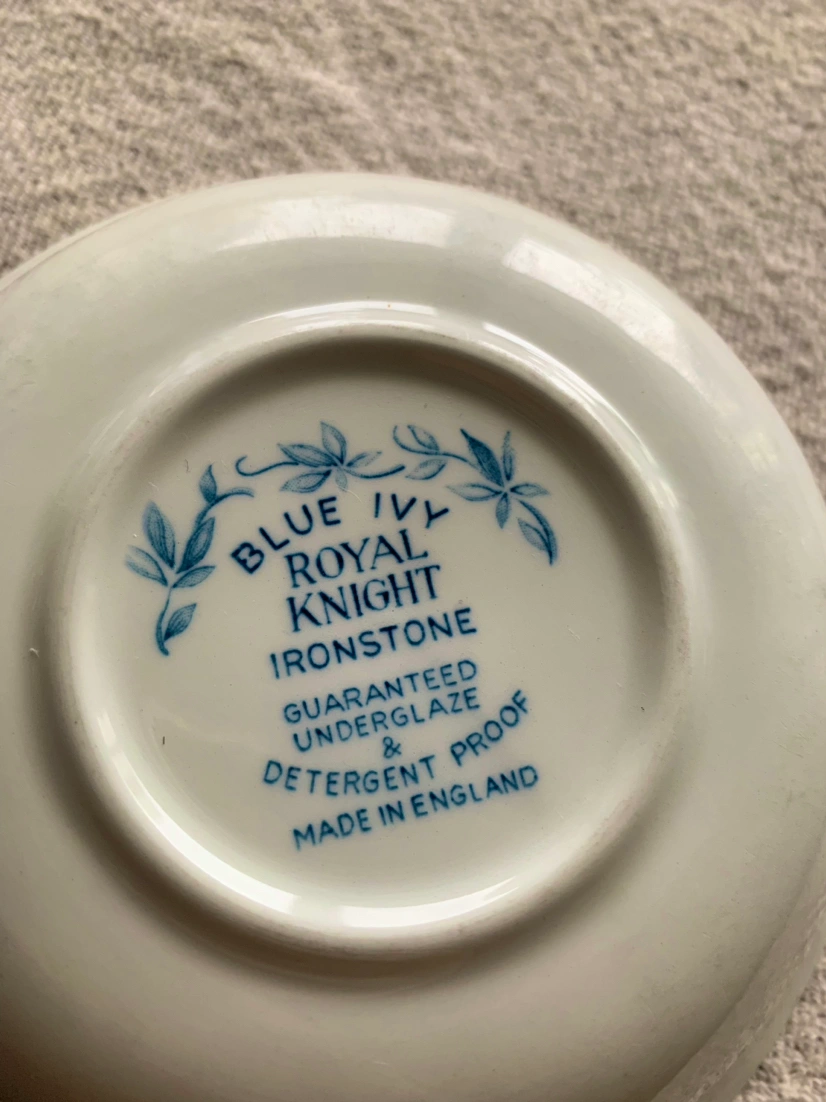 BLUE IVY
ROYAL
KNIGHT
IRONSTONE
GUARANTEED
UNDERGLAZE
&
DETERGENT PROOF
MADE IN ENGLAND